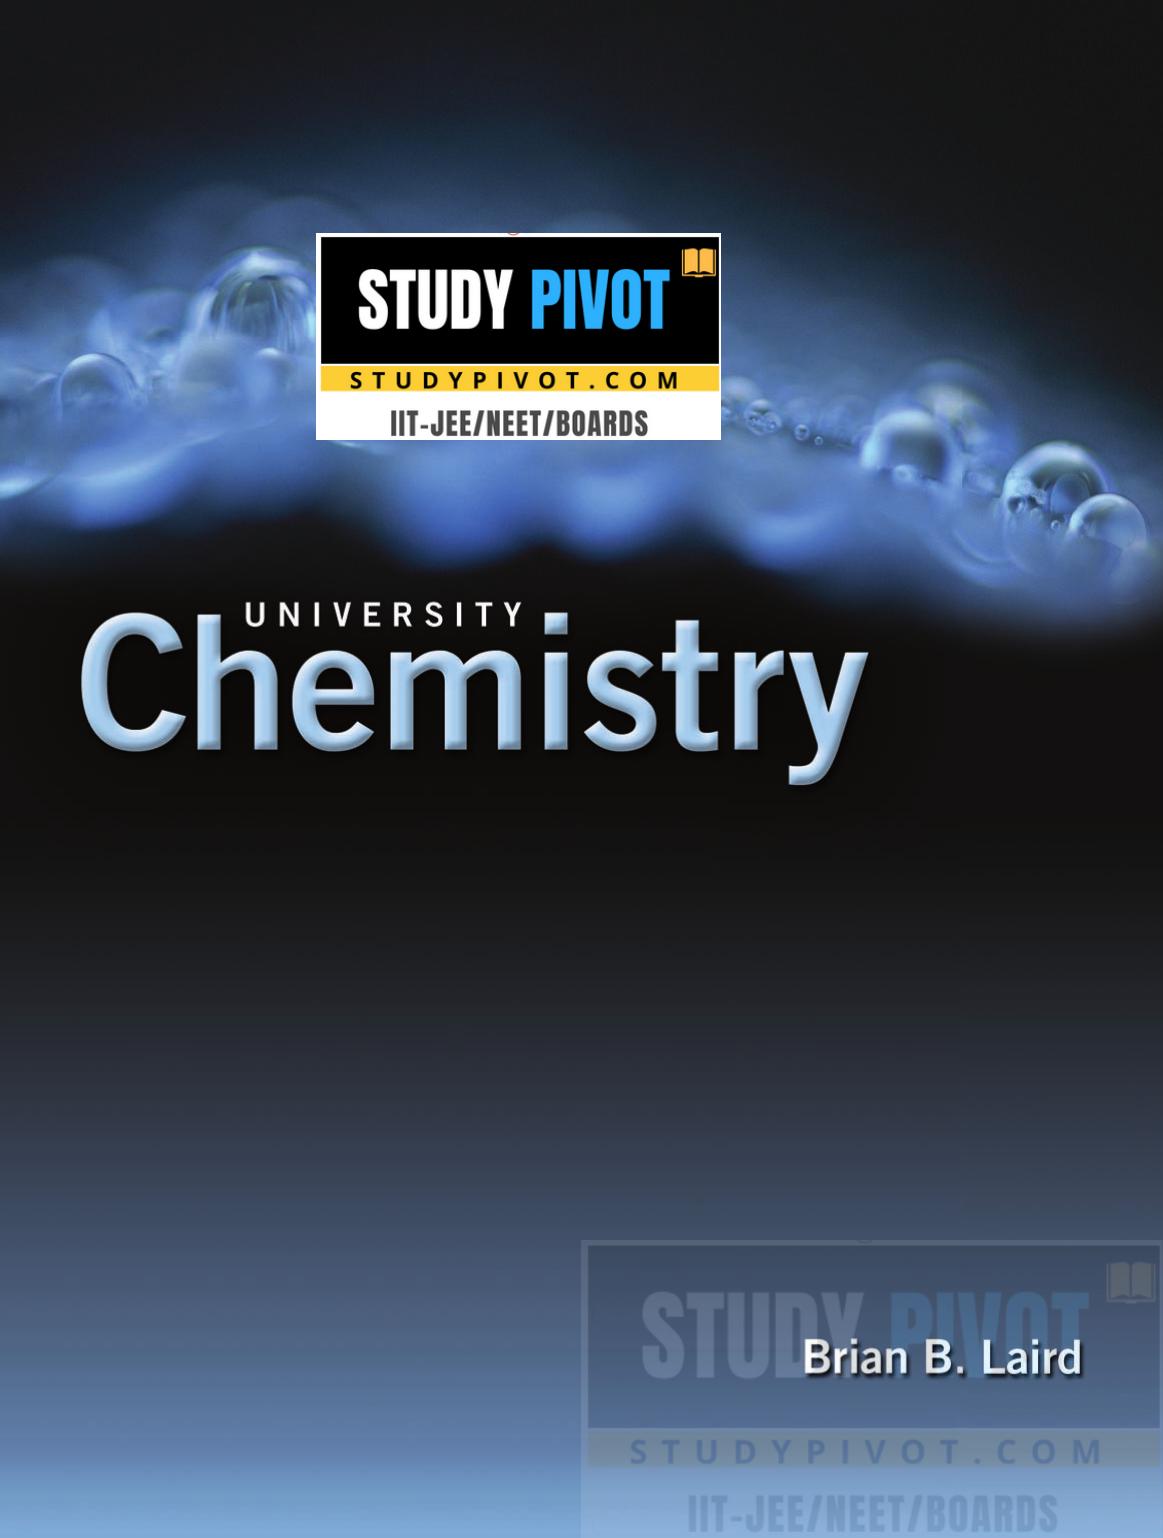 STUDY PIVOT
STUDYPIVOT.COM
IIT-JEE/NEET/BOARDS
UNIVERSITY
Chemistry
STUDY PIVOT
Brian B. Laird
STUDYPIVOT.COM
IIT-JEE/NEET/BOARDS